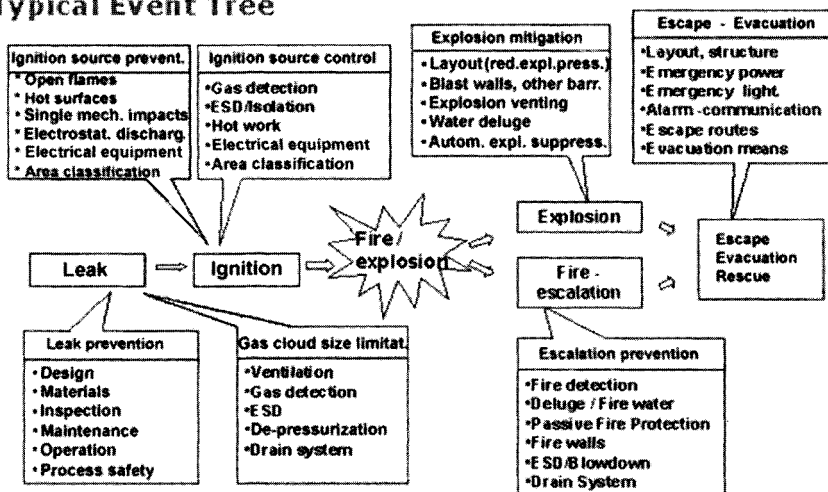 Typical Event Tree
Ignition source prevent.
* Open flames
* Hot surfaces
* Single mech. impacts
* Electrostat. discharg.
* Electrical equipment
* Area classification
Ignition source control
•Gas detection
•ESD/Isolation
•Hot work
•Electrical equipment
•Area classification
Explosion mitigation
•Layout(red.expl.press.)
•Blast walls, other barr.
•Explosion venting
•Water deluge
•Autom. expl. suppress.
Escape - Evacuation
•Layout, structure
•Emergency power
•Emergency light.
•Alarm-communication
•Escape routes
•Evacuation means
Leak
Ignition
Fire /
explosion
Explosion
Fire -
escalation
Escape
Evacuation
Rescue
Leak prevention
•Design
•Materials
•Inspection
•Maintenance
•Operation
•Process safety
Gas cloud size limitat.
•Ventilation
•Gas detection
•ESD
•De-pressurization
•Drain system
Escalation prevention
•Fire detection
•Deluge / Fire water
•Passive Fire Protection
•Fire walls
•ESD/Blowdown
•Drain System